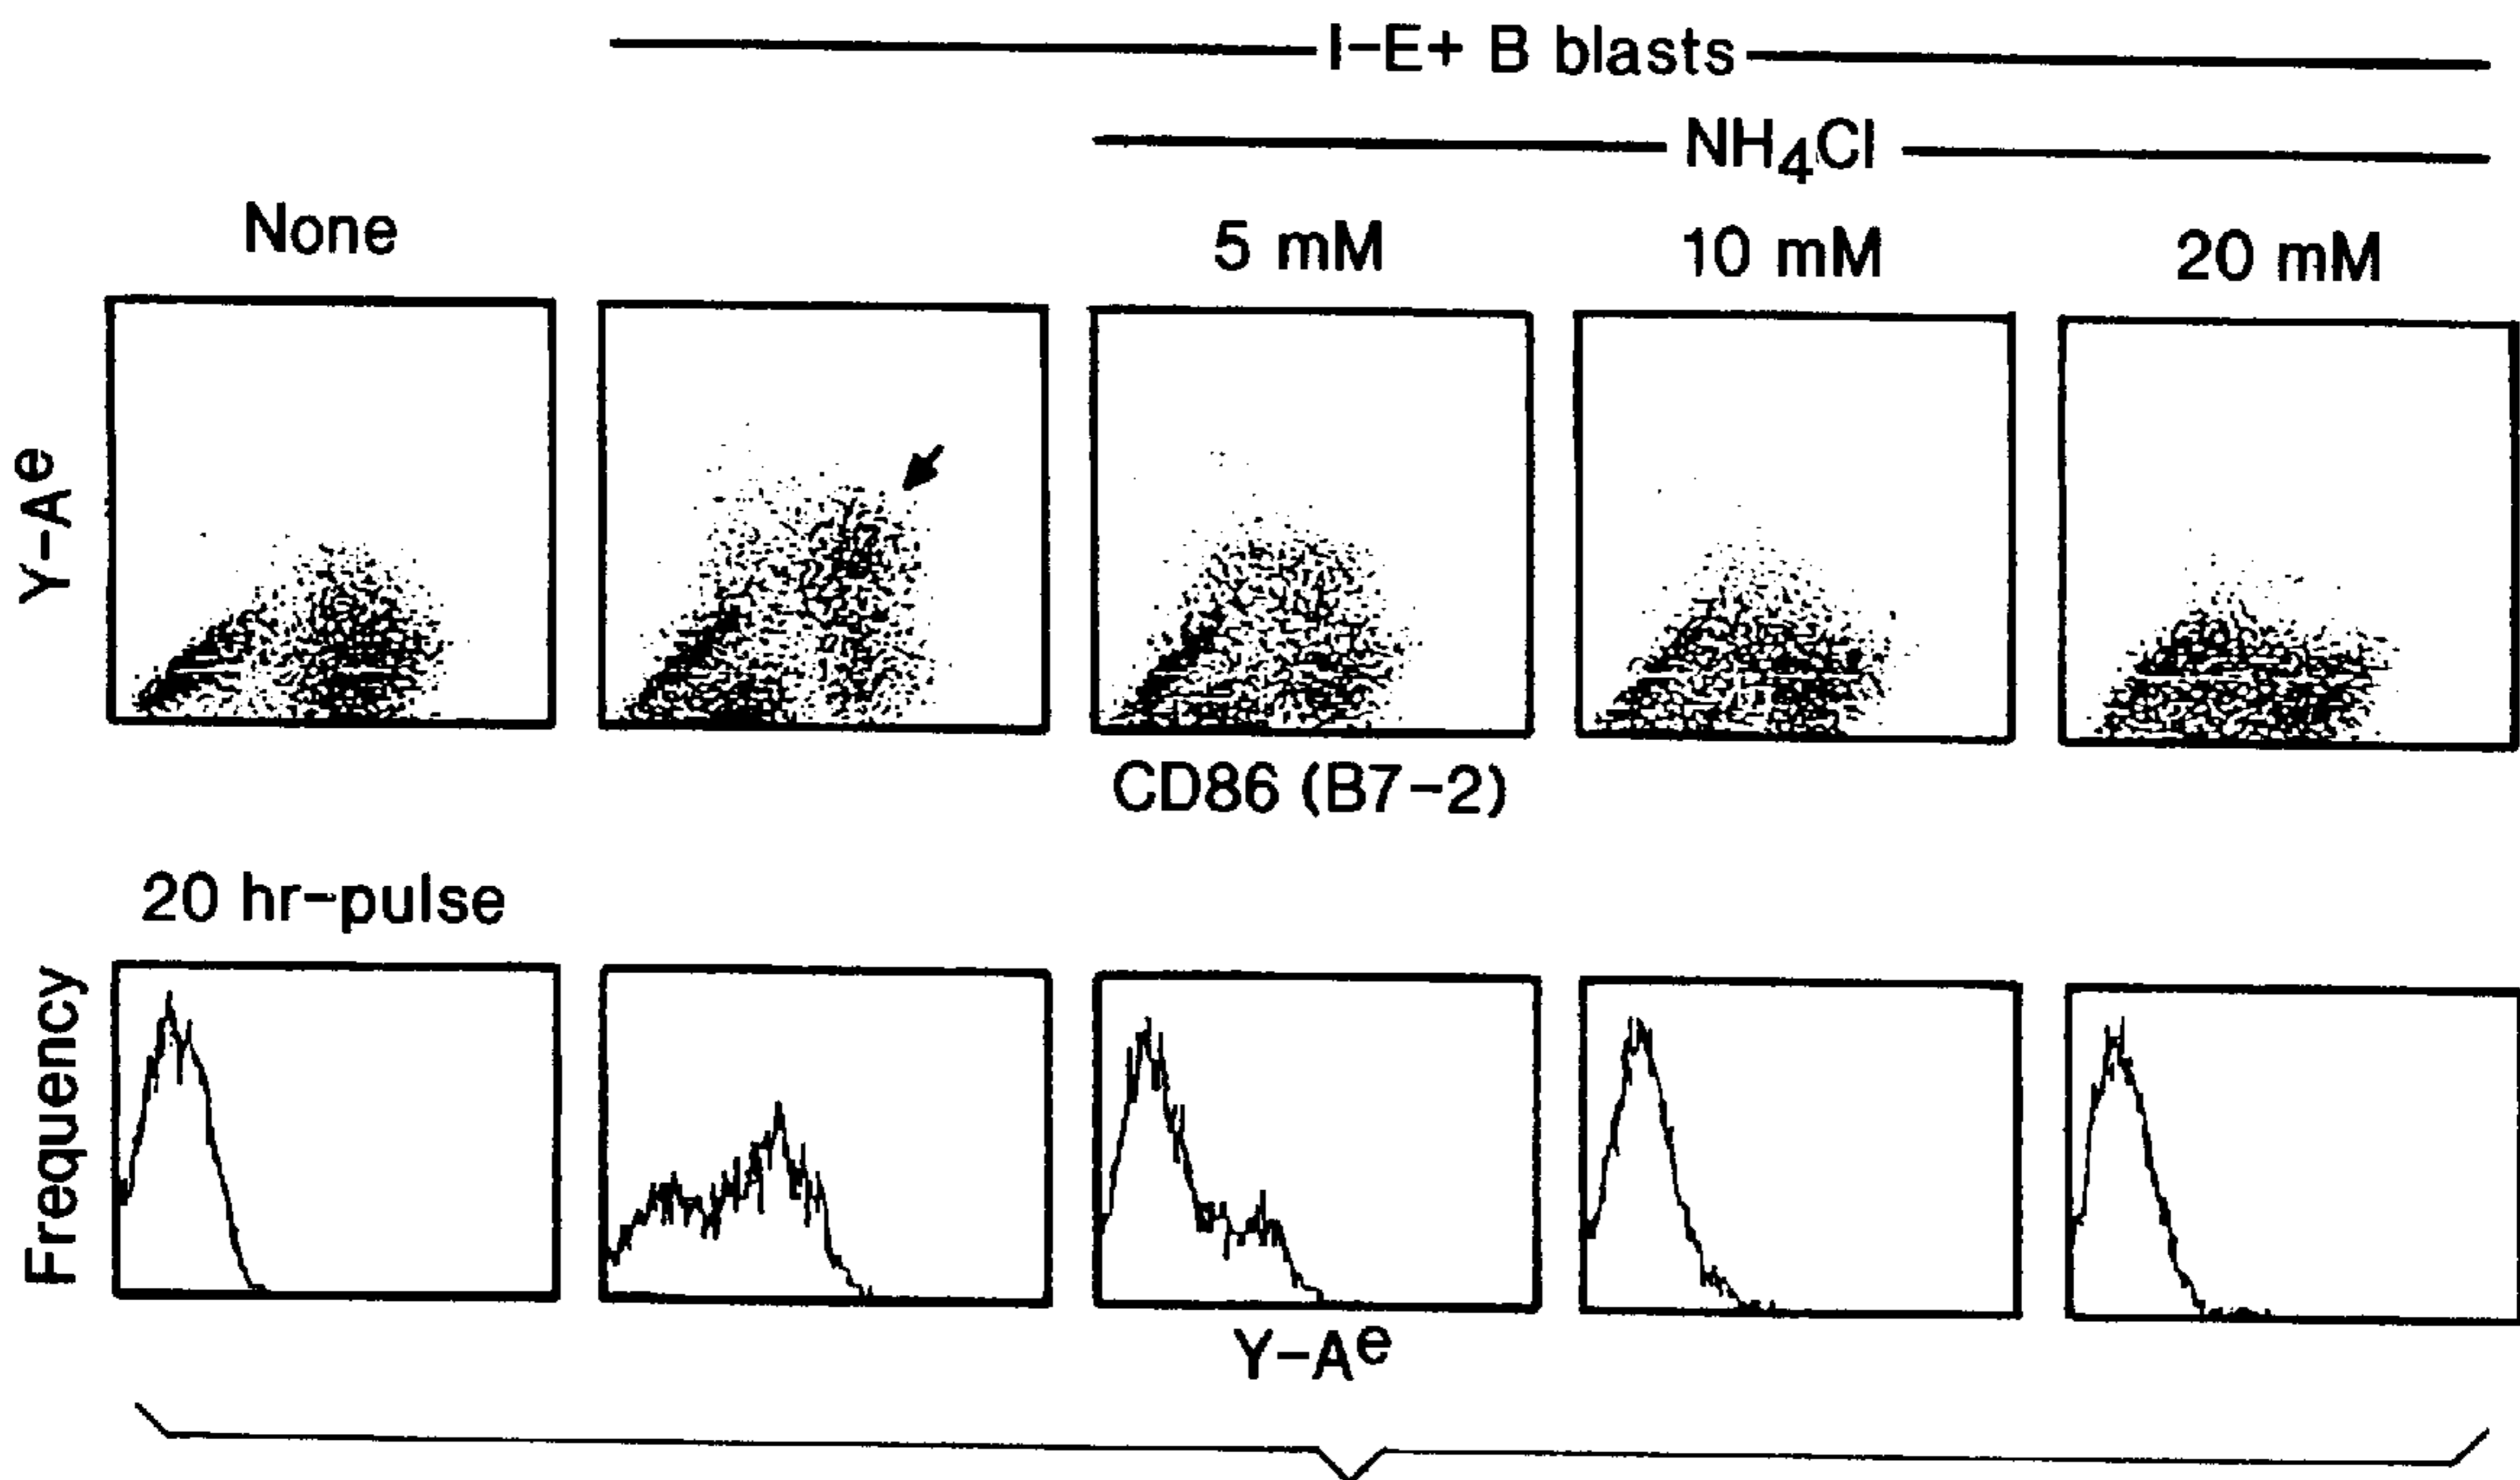 I-E+ B blasts
NH4Cl
None
5 mM
10 mM
20 mM
Y-Ae
CD86 (B7-2)
20 hr-pulse
Frequency
Y-Ae